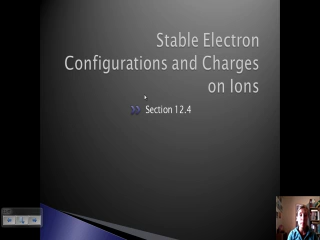 Stable Electron
Configurations and Charges
on Ions
Section 12.4